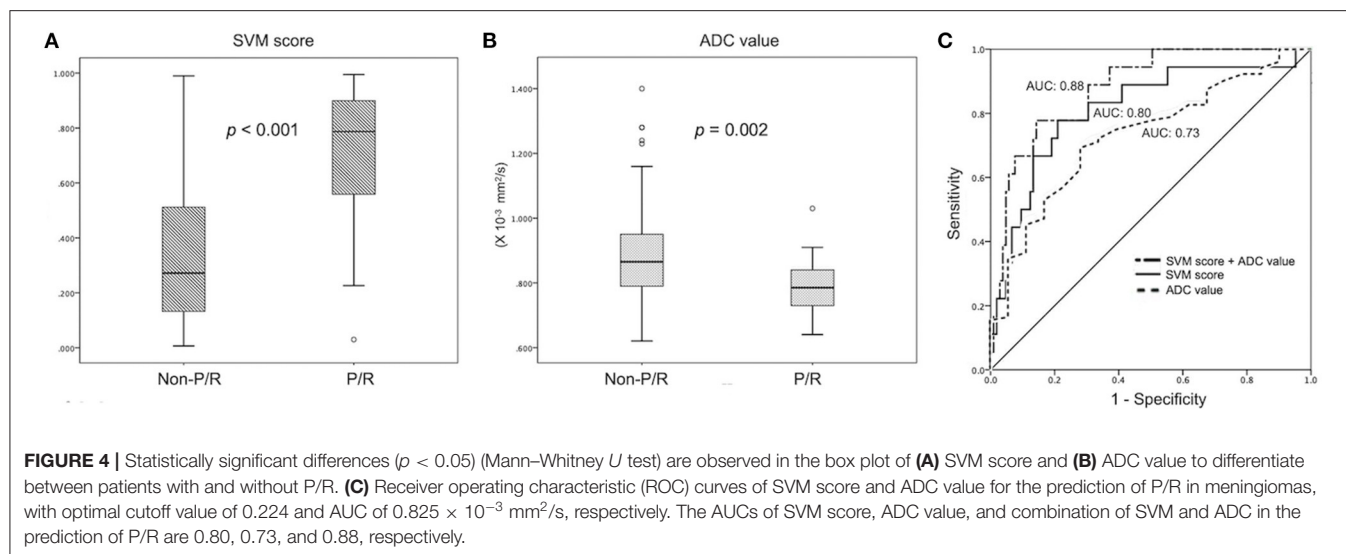 A
SVM score
1.000
.800
.600
.400
.200
.000
p < 0.001
Non-P/R
P/R
B
ADC value
(X 10⁻³ mm²/s)
1.400
1.200
1.000
.800
.600
p = 0.002
Non-P/R
P/R
C
Sensitivity
1.0
0.8
0.6
0.4
0.2
0.0
AUC: 0.88
AUC: 0.80
AUC: 0.73
SVM score + ADC value
SVM score
ADC value
0.0 0.2 0.4 0.6 0.8 1.0
1 - Specificity
FIGURE 4 | Statistically significant differences (p < 0.05) (Mann–Whitney U test) are observed in the box plot of (A) SVM score and (B) ADC value to differentiate
between patients with and without P/R. (C) Receiver operating characteristic (ROC) curves of SVM score and ADC value for the prediction of P/R in meningiomas,
with optimal cutoff value of 0.224 and AUC of 0.825 × 10⁻³ mm²/s, respectively. The AUCs of SVM score, ADC value, and combination of SVM and ADC in the
prediction of P/R are 0.80, 0.73, and 0.88, respectively.